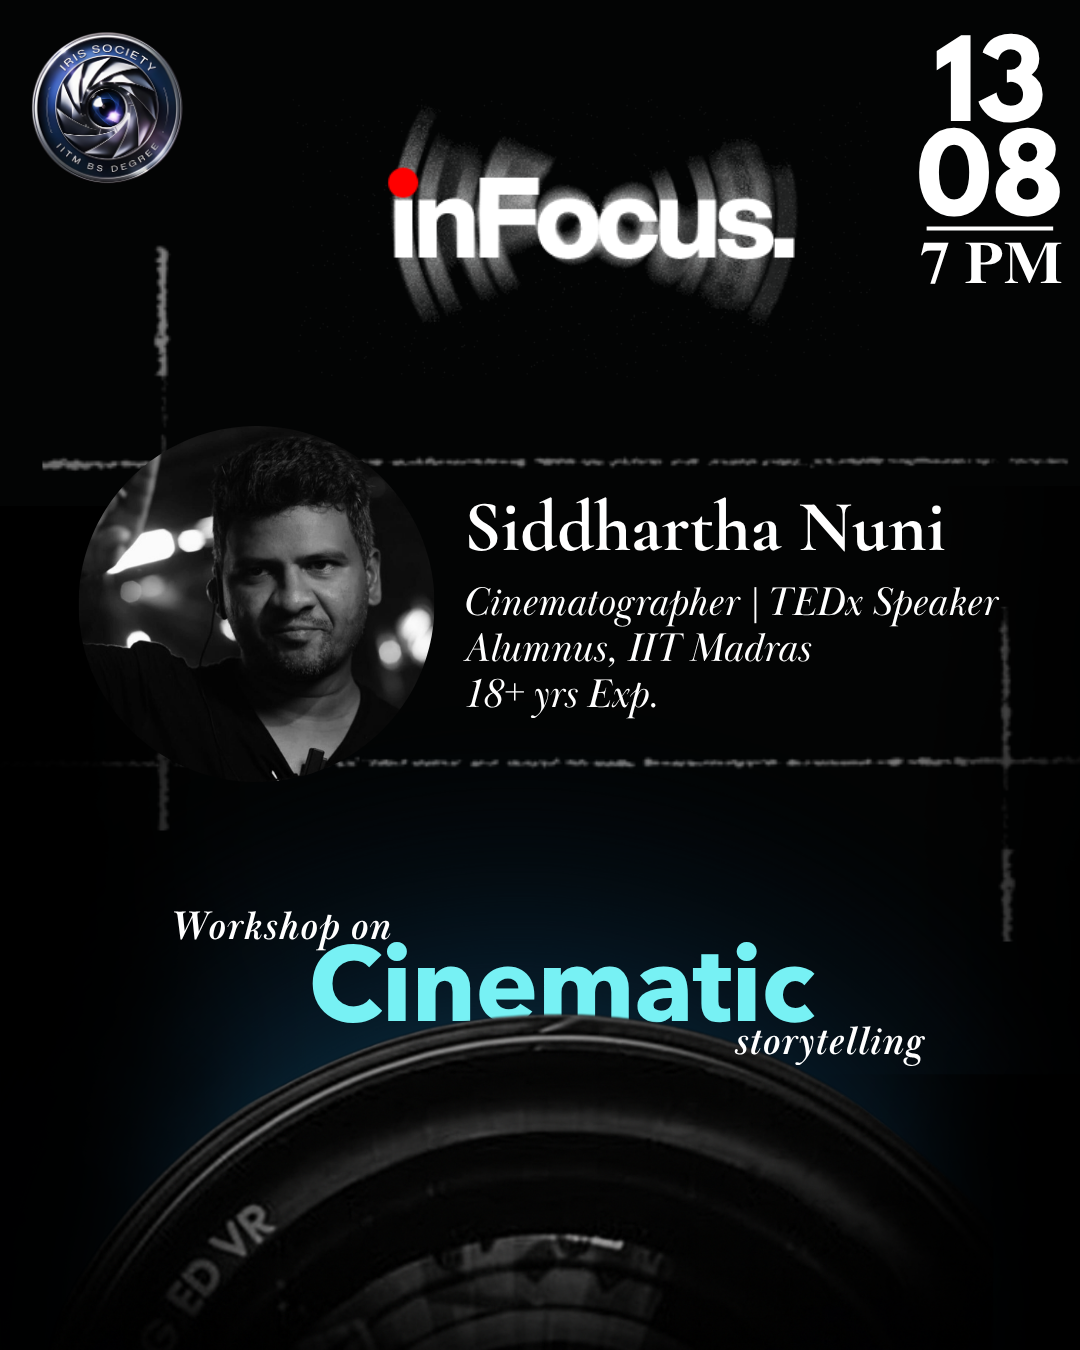 IRIS SOCIETY
IITM BS DEGREE
13
08
7 PM
inFocus.
Siddhartha Nuni
Cinematographer | TEDx Speaker
Alumnus, IIT Madras
18+ yrs Exp.
Workshop on
Cinematic
storytelling
G ED VR